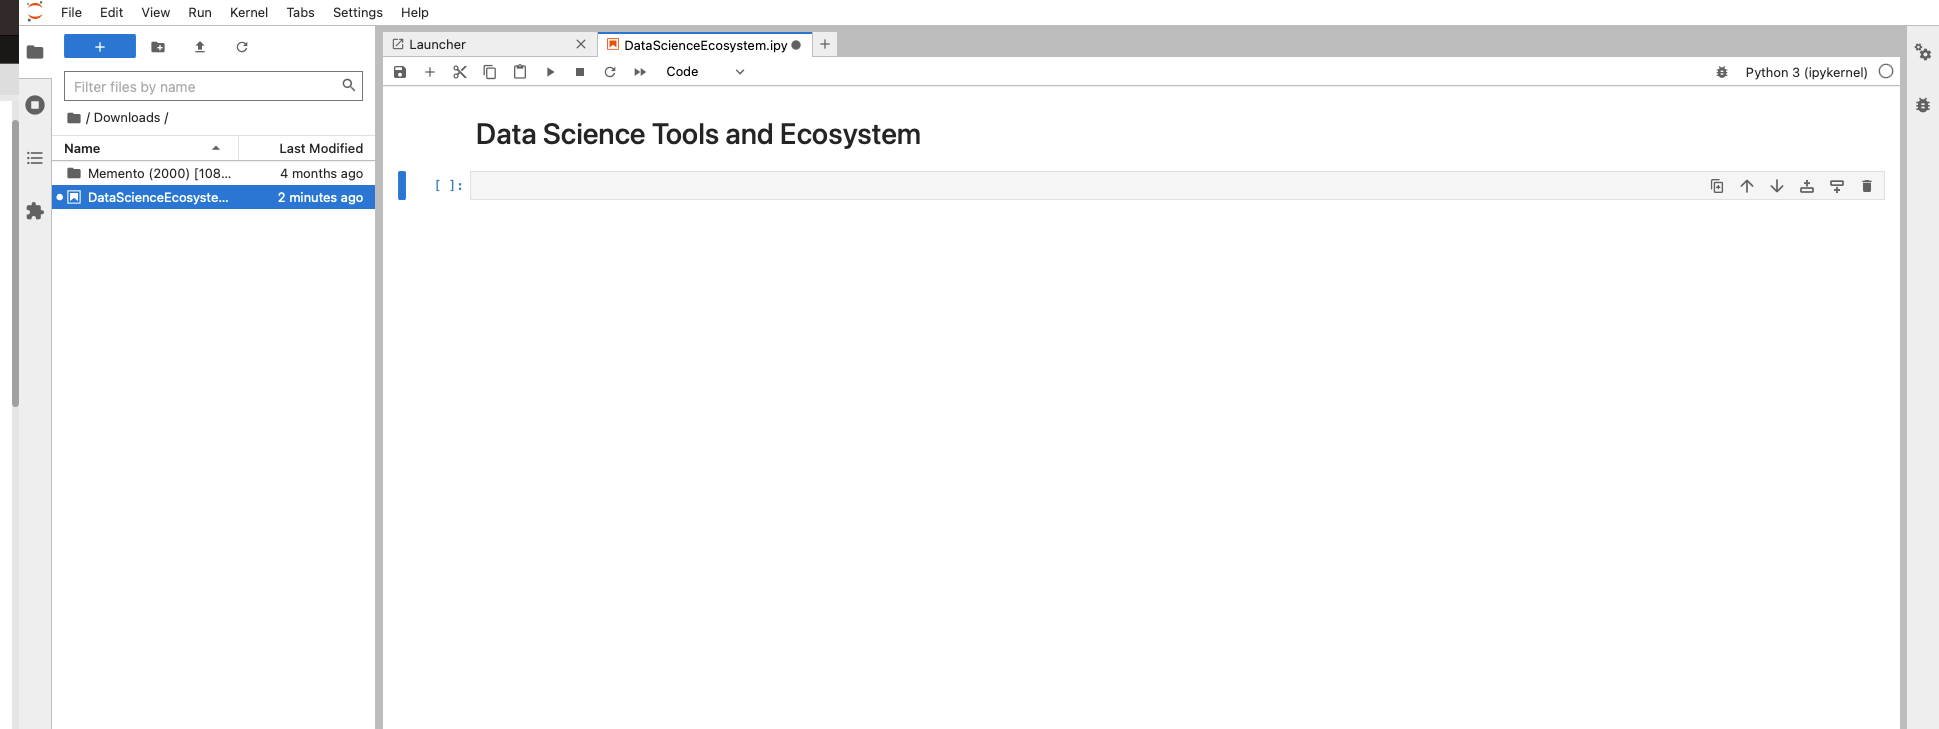 File Edit View Run Kernel Tabs Settings Help
+
Filter files by name
/ Downloads /
Name Last Modified
Memento (2000) [108... 4 months ago
DataScienceEcosyste... 2 minutes ago
Launcher DataScienceEcosystem.ipy
Code Python 3 (ipykernel)
Data Science Tools and Ecosystem
[ ]: